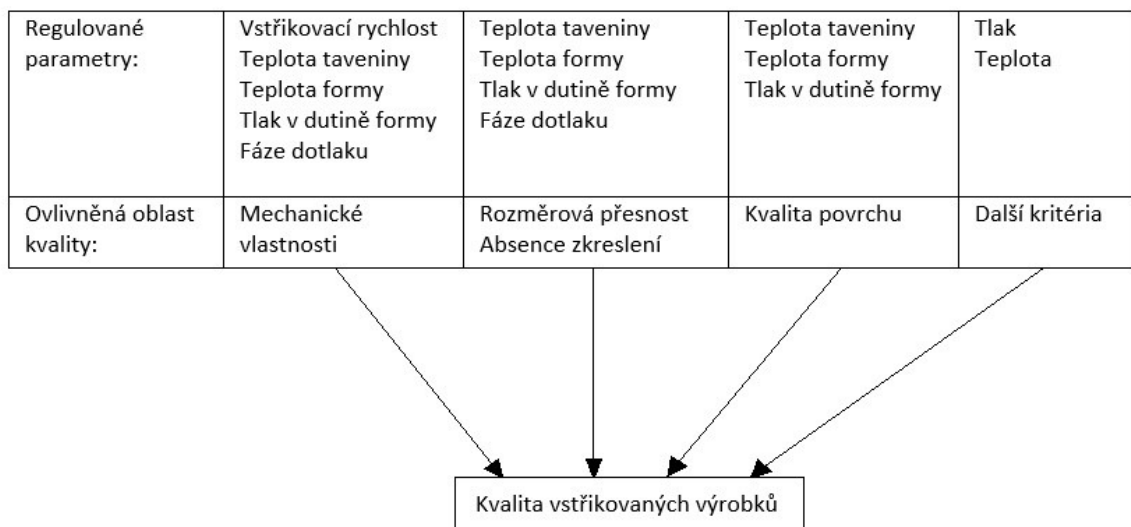 Regulované
parametry:
Vstřikovací rychlost
Teplota taveniny
Teplota formy
Tlak v dutině formy
Fáze dotlaku
Teplota taveniny
Teplota formy
Tlak v dutině formy
Fáze dotlaku
Teplota taveniny
Teplota formy
Tlak v dutině formy
Tlak
Teplota
Ovlivněná oblast
kvality:
Mechanické
vlastnosti
Rozměrová přesnost
Absence zkreslení
Kvalita povrchu
Další kritéria
Kvalita vstřikovaných výrobků